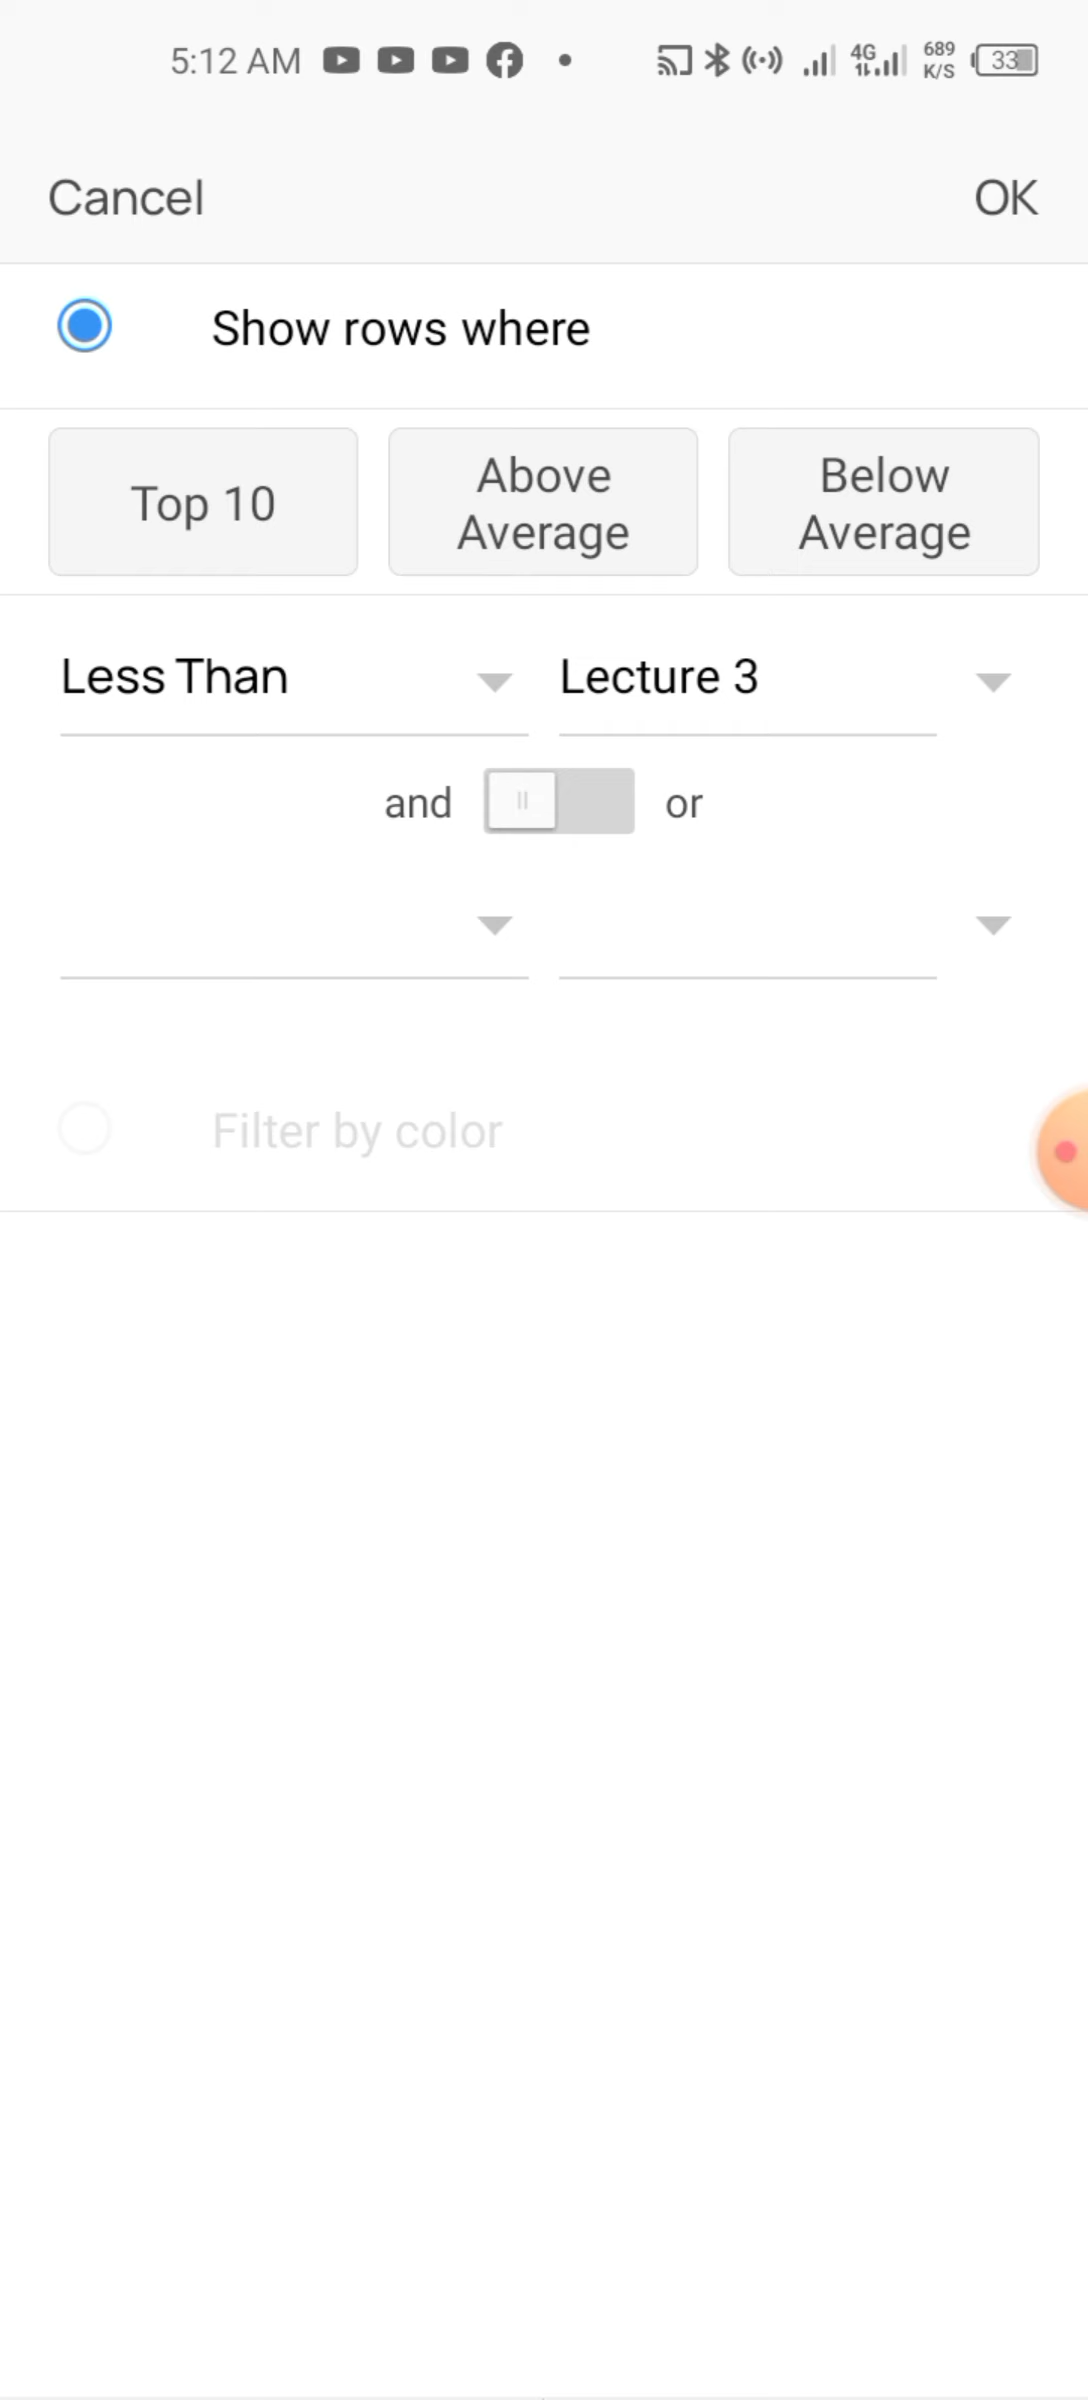 5:12 AM 4G 689 K/S 33
Cancel OK
Show rows where
Top 10
Above
Average
Below
Average
Less Than Lecture 3
and or
Filter by color